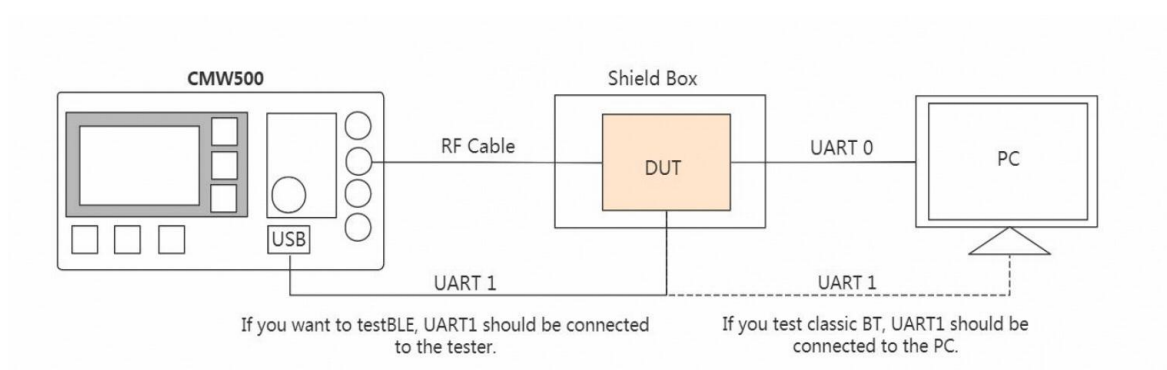 CMW500
Shield Box
RF Cable
DUT
UART 0
PC
USB
UART 1
UART 1
If you want to testBLE, UART1 should be connected
to the tester.
If you test classic BT, UART1 should be
connected to the PC.